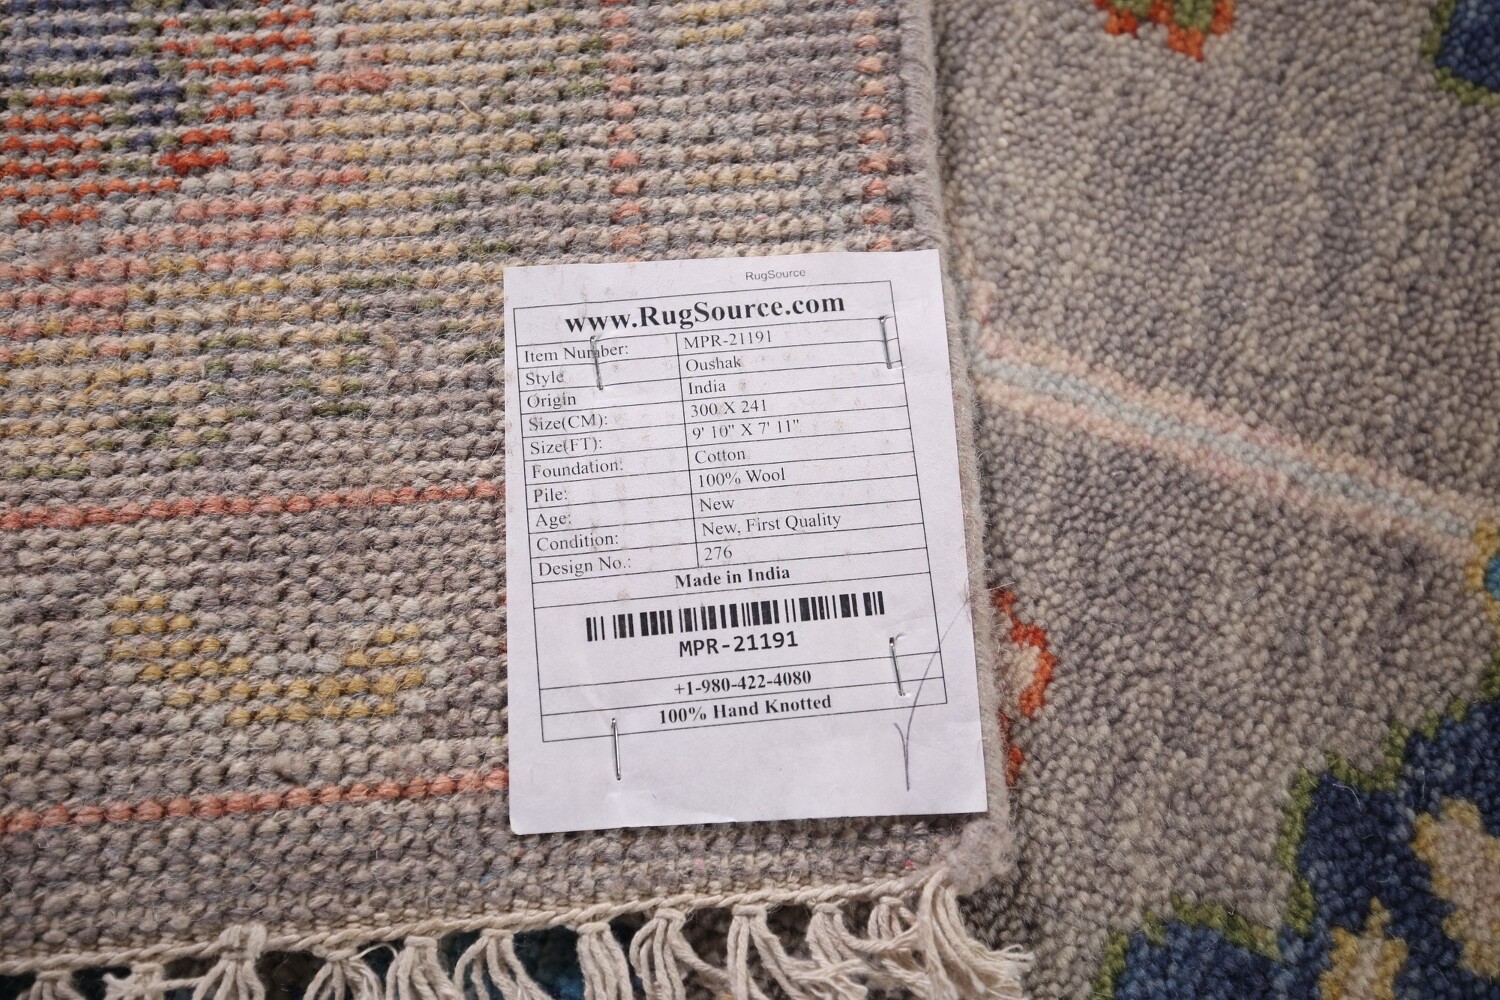 RugSource
www.RugSource.com
Item Number: MPR-21191
Style Oushak
Origin India
Size(CM): 300 X 241
Size(FT): 9' 10" X 7' 11"
Foundation: Cotton
Pile: 100% Wool
Age: New
Condition: New, First Quality
Design No.: 276
Made in India
MPR-21191
+1-980-422-4080
100% Hand Knotted